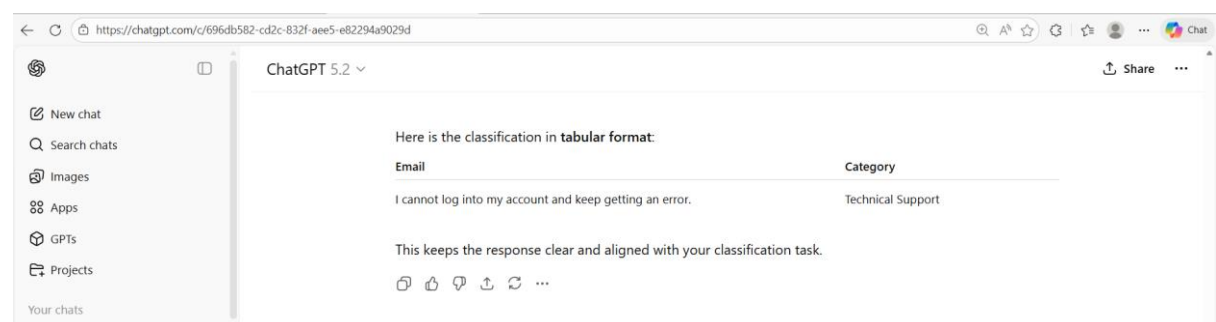 https://chatgpt.com/c/696db582-cd2c-832f-aee5-e82294a9029d
Chat
ChatGPT 5.2
Share
New chat
Search chats
Images
Apps
GPTs
Projects
Your chats
Here is the classification in tabular format:
Email Category
I cannot log into my account and keep getting an error. Technical Support
This keeps the response clear and aligned with your classification task.